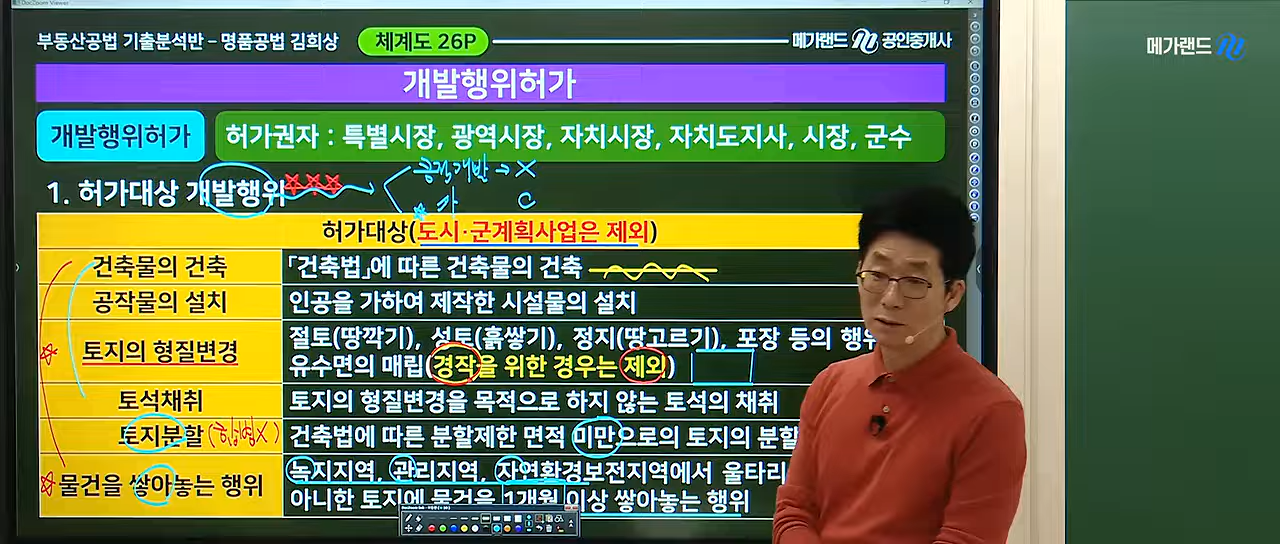 DocZoom Viewer
부동산공법 기출분석반 – 명품공법 김희상
체계도 26P
메가랜드 공인중개사
메가랜드
개발행위허가
개발행위허가
허가권자 : 특별시장, 광역시장, 자치시장, 자치도지사, 시장, 군수
1. 허가대상 개발행위
허가대상(도시·군계획사업은 제외)
건축물의 건축
「건축법」에 따른 건축물의 건축
공작물의 설치
인공을 가하여 제작한 시설물의 설치
토지의 형질변경
절토(땅깍기), 성토(흙쌓기), 정지(땅고르기), 포장 등의 행위
유수면의 매립(경작을 위한 경우는 제외)
토석채취
토지의 형질변경을 목적으로 하지 않는 토석의 채취
토지분할
건축법에 따른 분할제한 면적 미만으로의 토지의 분할
물건을 쌓아놓는 행위
녹지지역, 관리지역, 자연환경보전지역에서 울타리
아니한 토지에 물건을 1개월 이상 쌓아놓는 행위